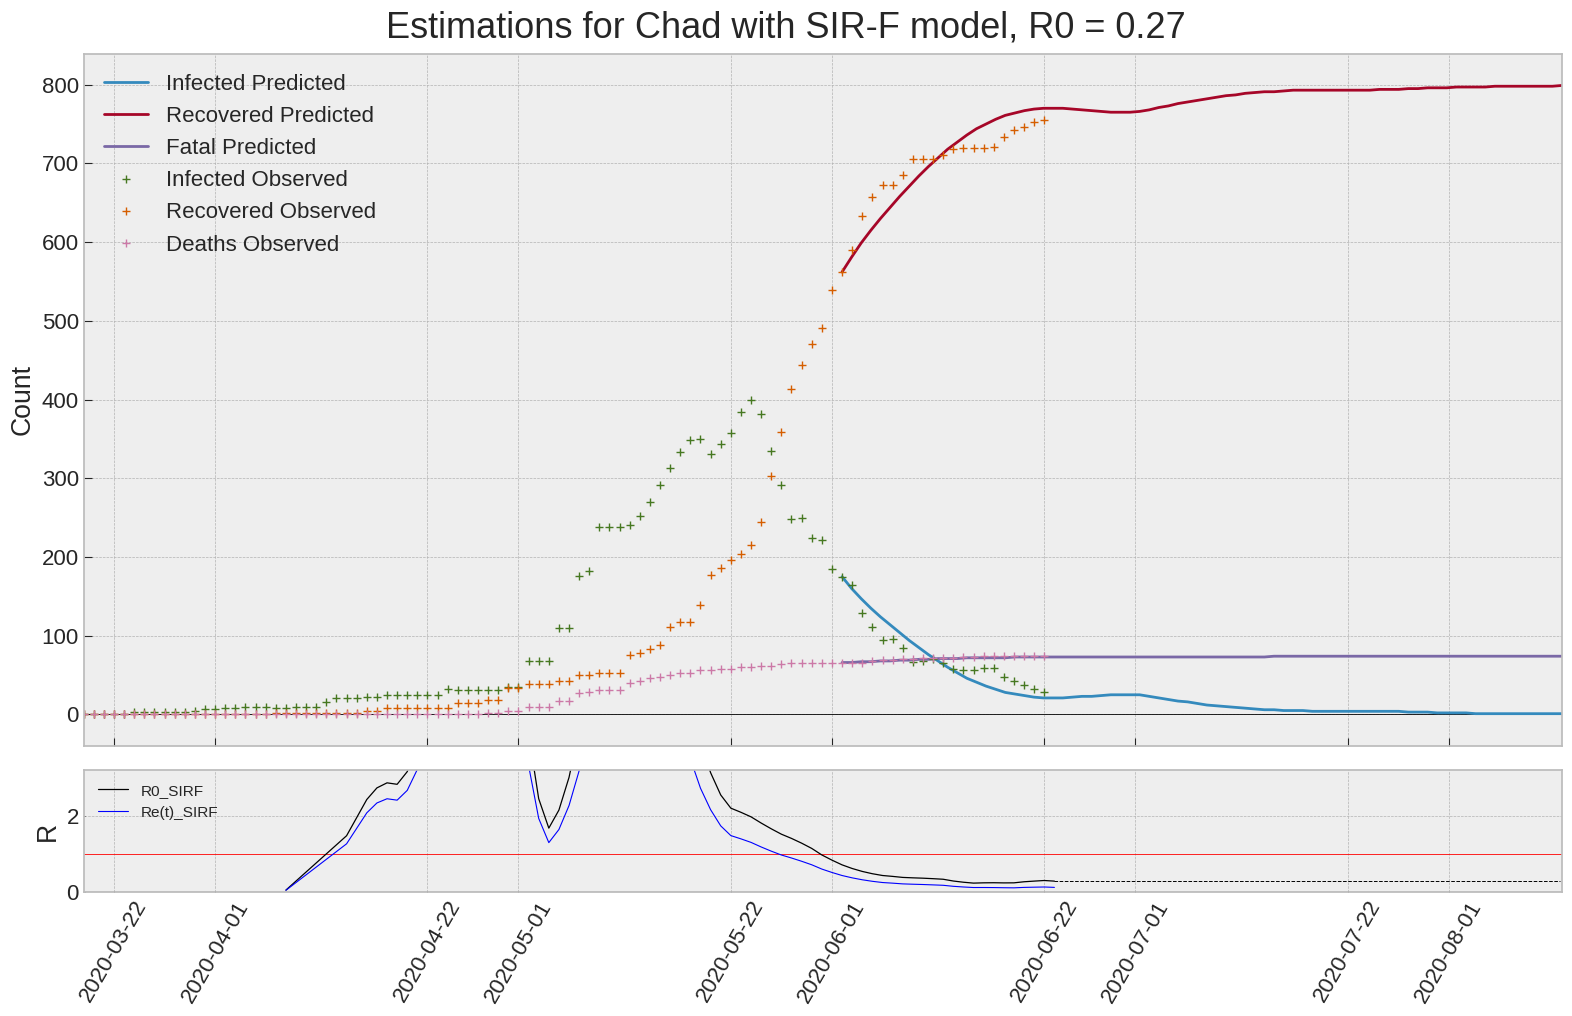 Estimations for Chad with SIR-F model, R0 = 0.27
Infected Predicted
Recovered Predicted
Fatal Predicted
Infected Observed
Recovered Observed
Deaths Observed
Count
800
700
600
500
400
300
200
100
0
R0_SIRF
Re(t)_SIRF
R
2
0
2020-03-22
2020-04-01
2020-04-22
2020-05-01
2020-05-22
2020-06-01
2020-06-22
2020-07-01
2020-07-22
2020-08-01